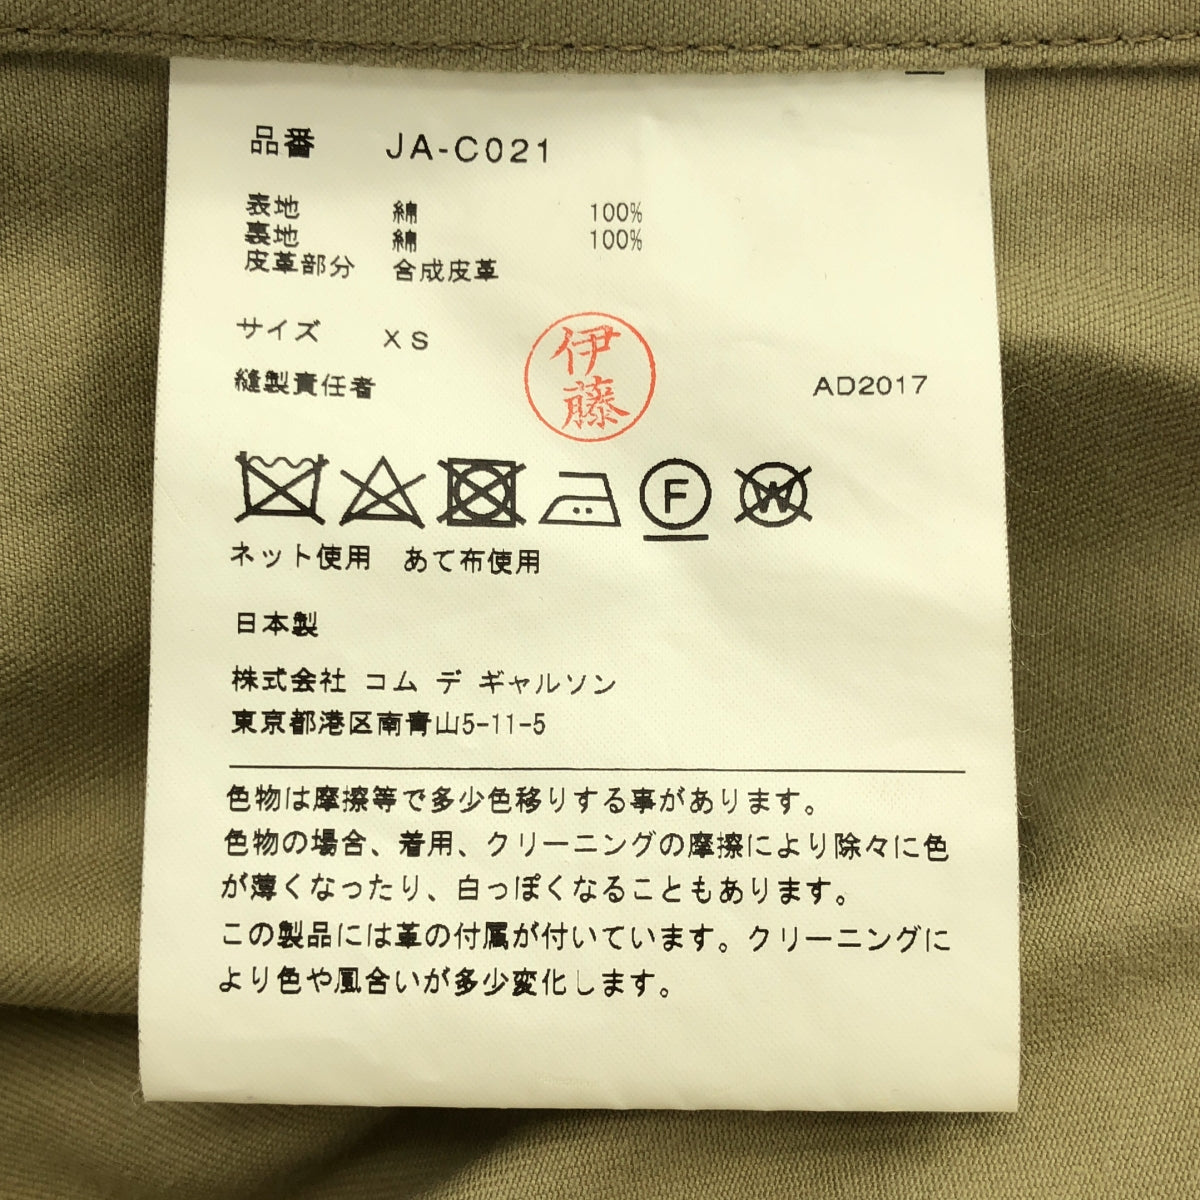 品番 JA-C021
表地 綿 100%
裏地 綿 100%
皮革部分 合成皮革
サイズ XS
伊藤
縫製責任者 AD2017
F W
ネット使用 あて布使用
日本製
株式会社 コム デ ギャルソン
東京都港区南青山5-11-5
色物は摩擦等で多少色移りする事があります。
色物の場合、着用、クリーニングの摩擦により除々に色
が薄くなったり、白っぽくなることもあります。
この製品には革の付属が付いています。クリーニングに
より色や風合いが多少変化します。